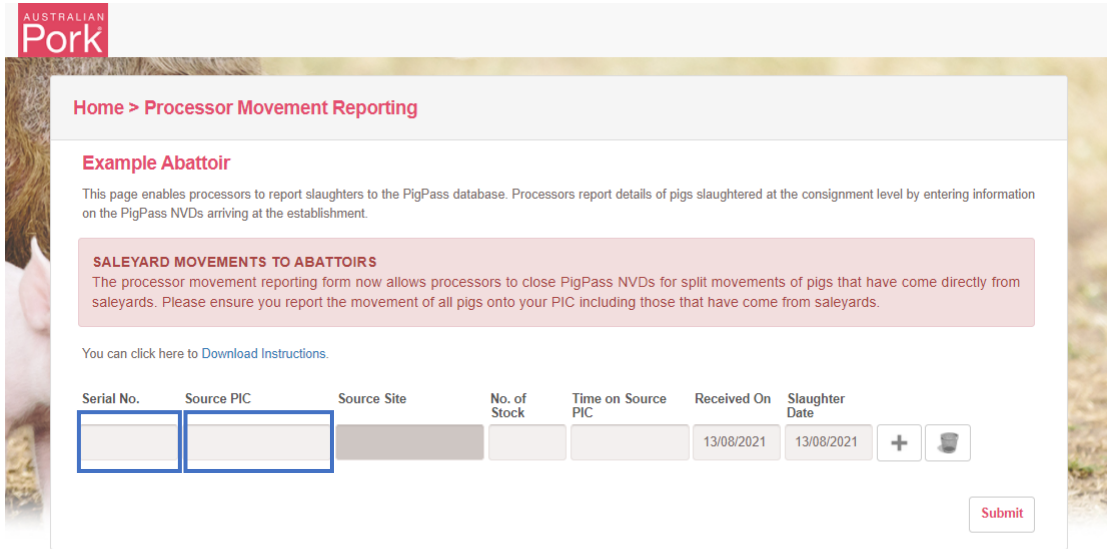 AUSTRALIAN
Pork
Home > Processor Movement Reporting
Example Abattoir
This page enables processors to report slaughters to the PigPass database. Processors report details of pigs slaughtered at the consignment level by entering information
on the PigPass NVDs arriving at the establishment.
SALEYARD MOVEMENTS TO ABATTOIRS
The processor movement reporting form now allows processors to close PigPass NVDs for split movements of pigs that have come directly from
saleyards. Please ensure you report the movement of all pigs onto your PIC including those that have come from saleyards.
You can click here to Download Instructions.
Serial No. Source PIC Source Site No. of Stock Time on Source PIC Received On Slaughter Date
13/08/2021 13/08/2021 +
Submit